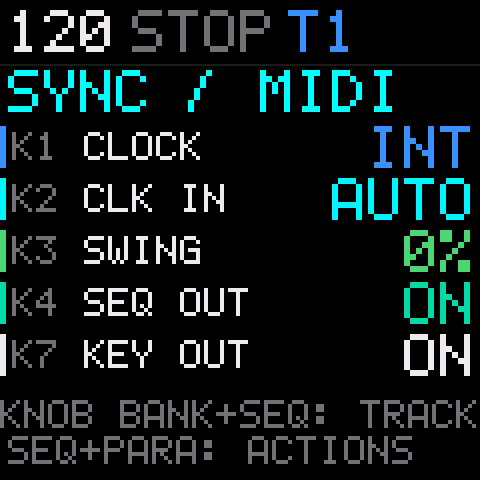 120 STOP T1
SYNC / MIDI
K1 CLOCK INT
K2 CLK IN AUTO
K3 SWING 0%
K4 SEQ OUT ON
K7 KEY OUT ON
KNOB BANK+SEQ: TRACK
SEQ+PARA: ACTIONS